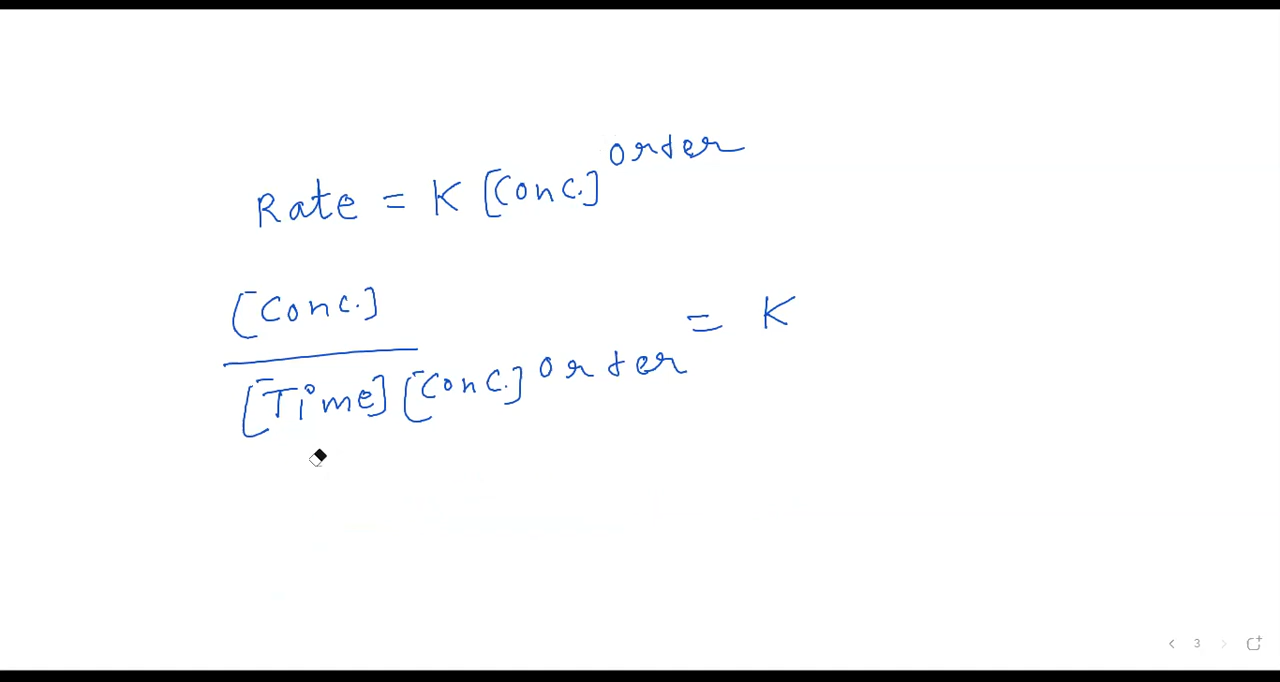 Rate = K [Conc.]^order
[Conc.]
[Time][Conc.]^order = K
3